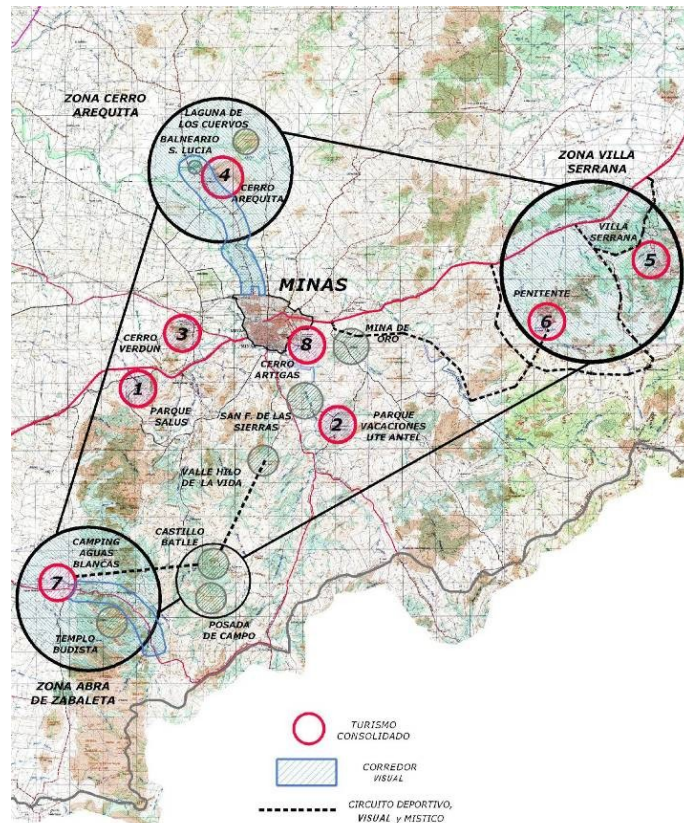 ZONA CERRO
AREQUITA
LAGUNA DE
LOS CUERVOS
BALNEARIO
S. LUCIA
4
CERRO
AREQUITA
ZONA VILLA
SERRANA
VILLA
SERRANA
5
PENITENTE
6
MINAS
3
CERRO
VERDUN
8
CERRO
ARTIGAS
MINA DE
ORO
1
PARQUE
SALUS
SAN F. DE LAS
SIERRAS
2
PARQUE
VACACIONES
UTE ANTEL
VALLE HILO
DE LA VIDA
CASTILLO
BATLLE
CAMPING
AGUAS
BLANCAS
7
TEMPLO
BUDISTA
POSADA
DE CAMPO
ZONA ABRA
DE ZABALETA
TURISMO
CONSOLIDADO
CORREDOR
VISUAL
CIRCUITO DEPORTIVO,
VISUAL y MISTICO